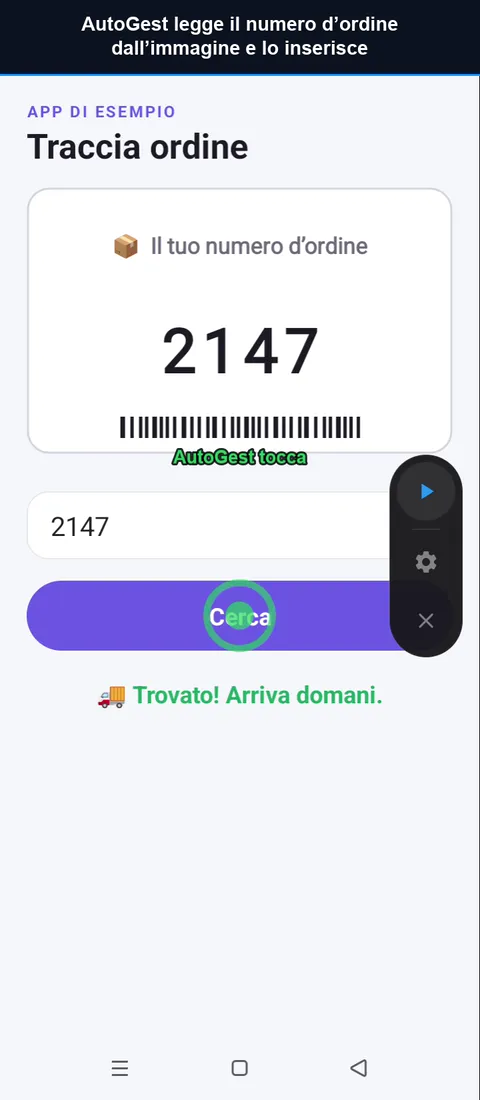 AutoGest legge il numero d’ordine
dall’immagine e lo inserisce
APP DI ESEMPIO
Traccia ordine
📦 Il tuo numero d’ordine
2147
AutoGest tocca
2147
Cerca
🚚 Trovato! Arriva domani.